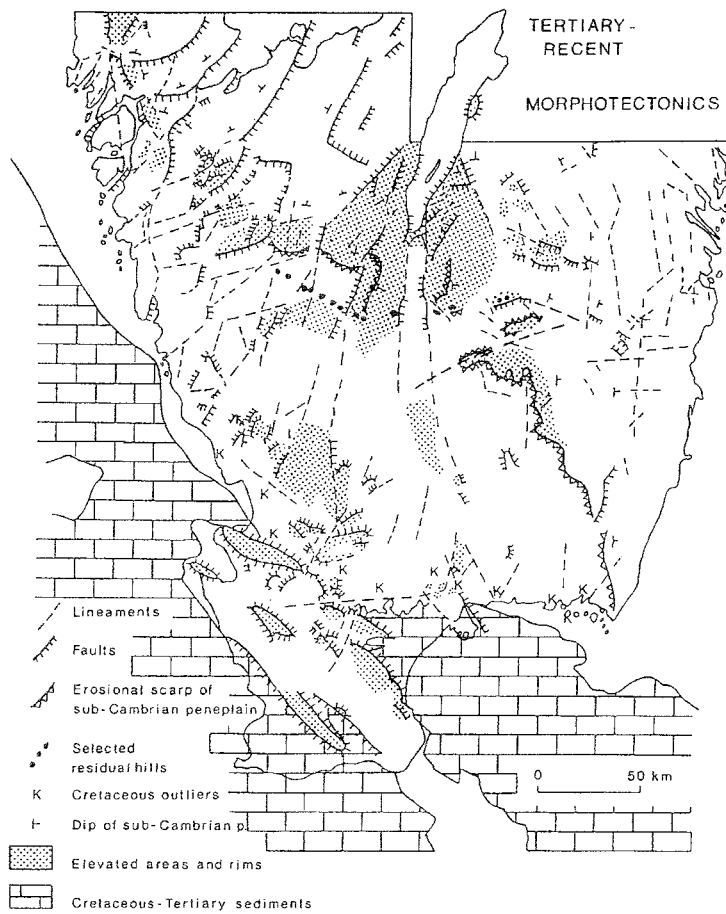 TERTIARY-
RECENT
MORPHOTECTONICS
K
K
K
K
K
K
K
K
K
K
K
Lineaments
Faults
Erosional scarp of
sub-Cambrian peneplain
Selected
residual hills
0 50 km
K Cretaceous outliers
Dip of sub-Cambrian p.
Elevated areas and rims
Cretaceous-Tertiary sediments